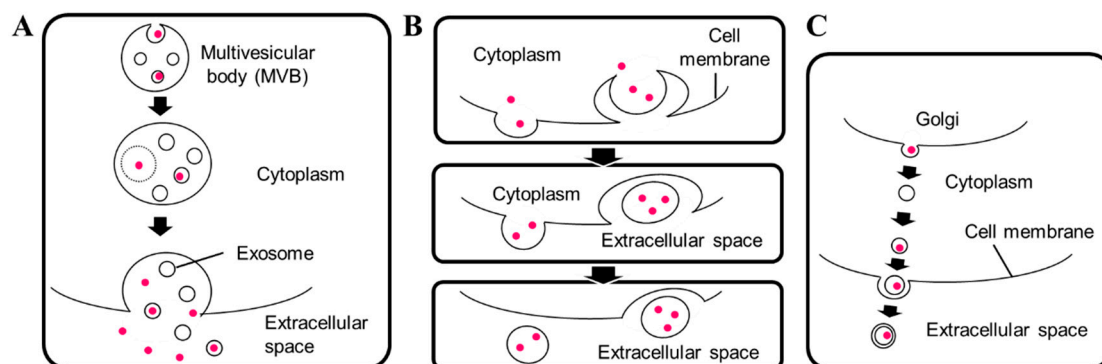 A
Multivesicular
body (MVB)
Cytoplasm
Exosome
Extracellular
space
B
Cytoplasm
Cell
membrane
Cytoplasm
Extracellular space
Extracellular space
C
Golgi
Cytoplasm
Cell membrane
Extracellular space